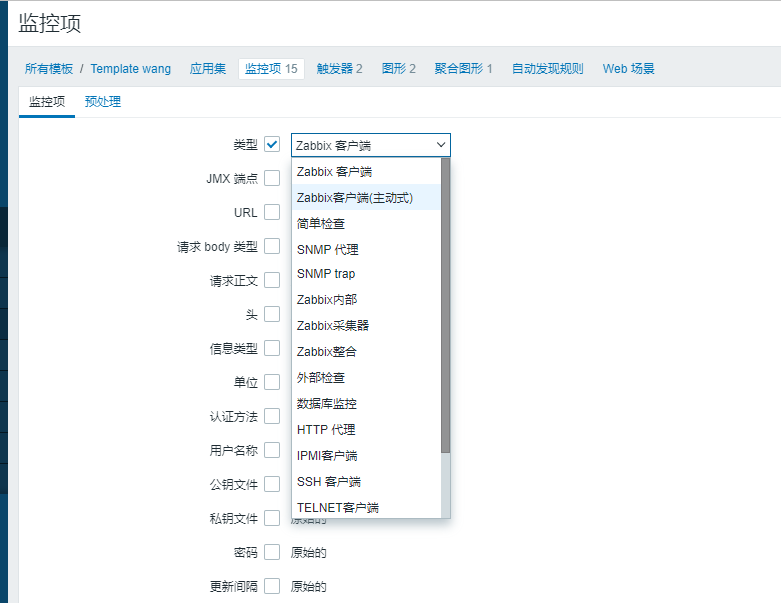 监控项
所有模板 / Template wang 应用集 监控项 15 触发器 2 图形 2 聚合图形 1 自动发现规则 Web 场景
监控项 预处理
类型 Zabbix 客户端
Zabbix 客户端
JMX 端点
Zabbix客户端(主动式)
URL
简单检查
请求 body 类型
SNMP 代理
SNMP trap
请求正文
Zabbix内部
头
Zabbix采集器
信息类型
Zabbix整合
单位
外部检查
数据库监控
认证方法
HTTP 代理
用户名称
IPMI客户端
公钥文件
SSH 客户端
TELNET客户端
私钥文件 原始的
密码 原始的
更新间隔 原始的